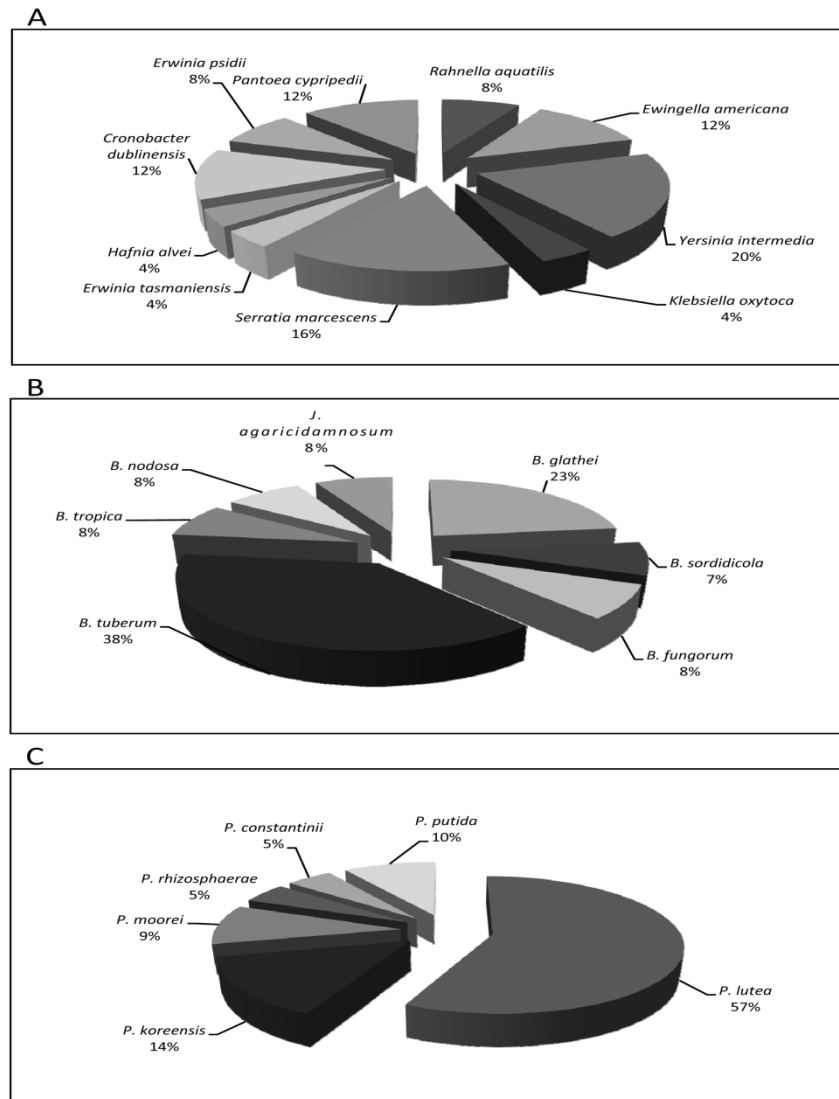 A
Erwinia psidii
8%
Pantoea cypripedii
12%
Rahnella aquatilis
8%
Ewingella americana
12%
Cronobacter
dublinensis
12%
Yersinia intermedia
20%
Hafnia alvei
4%
Klebsiella oxytoca
4%
Erwinia tasmaniensis
4%
Serratia marcescens
16%
B
J.
agaricidamnosum
8%
B. nodosa
8%
B. glathei
23%
B. tropica
8%
B. sordidicola
7%
B. tuberum
38%
B. fungorum
8%
C
P. constantinii
5%
P. putida
10%
P. rhizosphaerae
5%
P. moorei
9%
P. lutea
57%
P. koreensis
14%